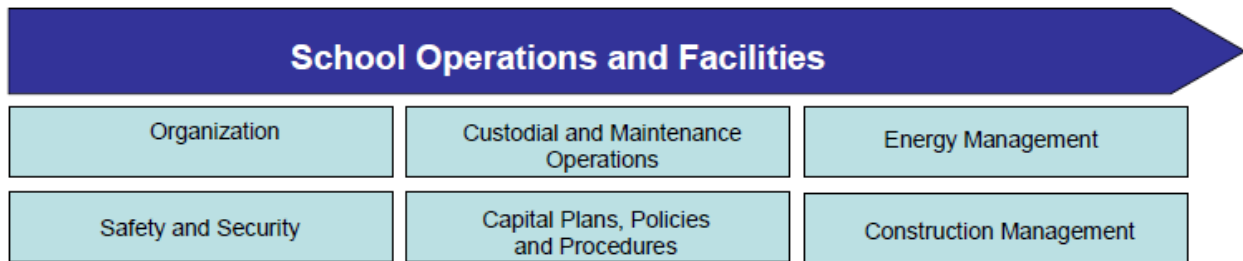 School Operations and Facilities
Organization
Custodial and Maintenance
Operations
Energy Management
Safety and Security
Capital Plans, Policies
and Procedures
Construction Management